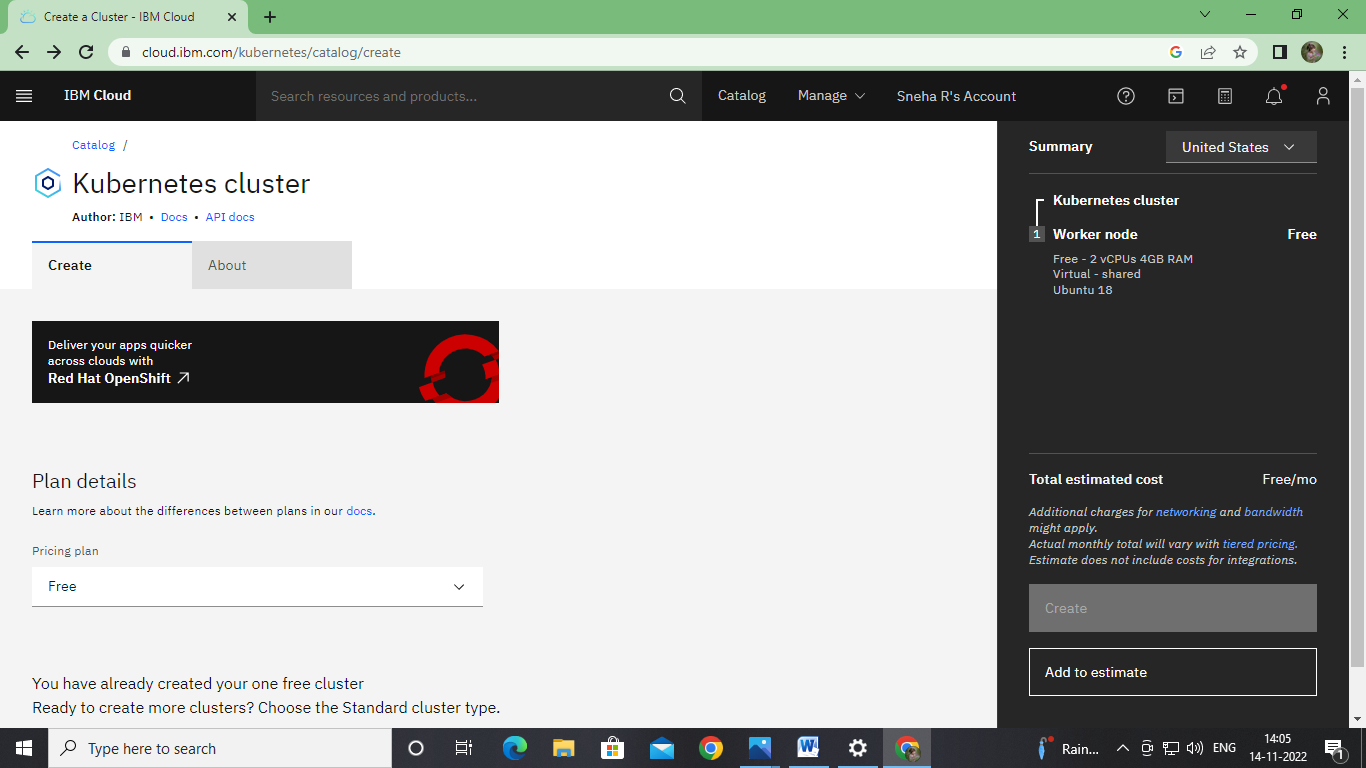 Create a Cluster - IBM Cloud
cloud.ibm.com/kubernetes/catalog/create
IBM Cloud
Search resources and products...
Catalog
Manage
Sneha R's Account
Catalog /
Kubernetes cluster
Author: IBM • Docs • API docs
Create
About
Deliver your apps quicker
across clouds with
Red Hat OpenShift
Plan details
Learn more about the differences between plans in our docs.
Pricing plan
Free
You have already created your one free cluster
Ready to create more clusters? Choose the Standard cluster type.
Summary
United States
Kubernetes cluster
1 Worker node Free
Free - 2 vCPUs 4GB RAM
Virtual - shared
Ubuntu 18
Total estimated cost Free/mo
Additional charges for networking and bandwidth
might apply.
Actual monthly total will vary with tiered pricing.
Estimate does not include costs for integrations.
Create
Add to estimate
Type here to search
Rain...
ENG
14:05
14-11-2022
1